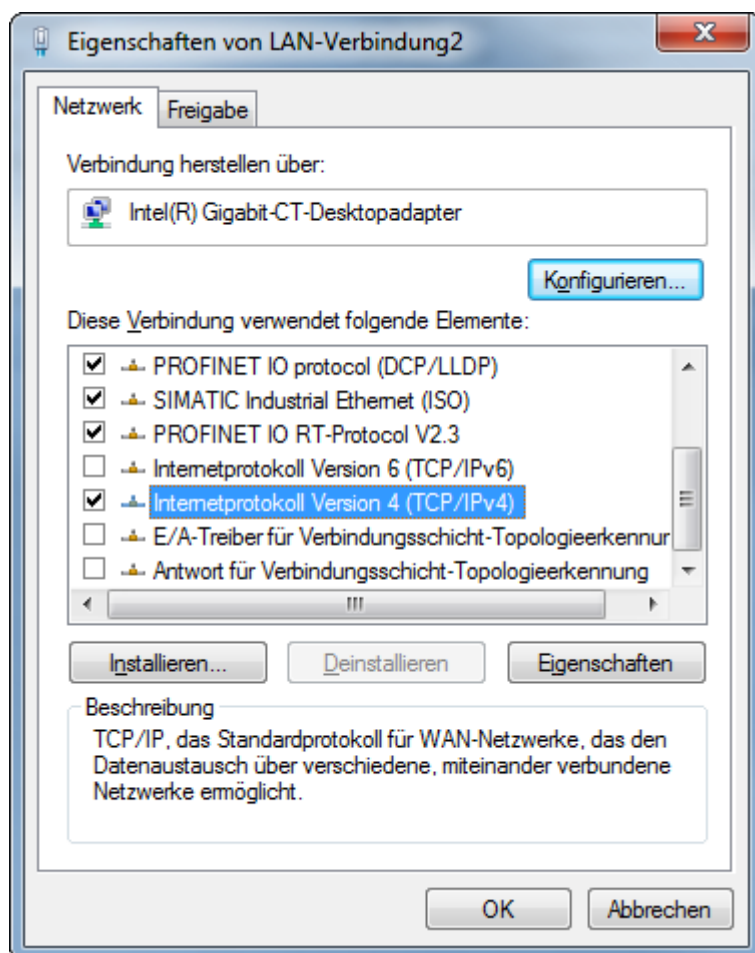 Eigenschaften von LAN-Verbindung2
Netzwerk
Freigabe
Verbindung herstellen über:
Intel(R) Gigabit-CT-Desktopadapter
Konfigurieren...
Diese Verbindung verwendet folgende Elemente:
PROFINET IO protocol (DCP/LLDP)
SIMATIC Industrial Ethernet (ISO)
PROFINET IO RT-Protocol V2.3
Internetprotokoll Version 6 (TCP/IPv6)
Internetprotokoll Version 4 (TCP/IPv4)
E/A-Treiber für Verbindungsschicht-Topologieerkennur
Antwort für Verbindungsschicht-Topologieerkennung
Installieren...
Deinstallieren
Eigenschaften
Beschreibung
TCP/IP, das Standardprotokoll für WAN-Netzwerke, das den
Datenaustausch über verschiedene, miteinander verbundene
Netzwerke ermöglicht.
OK
Abbrechen